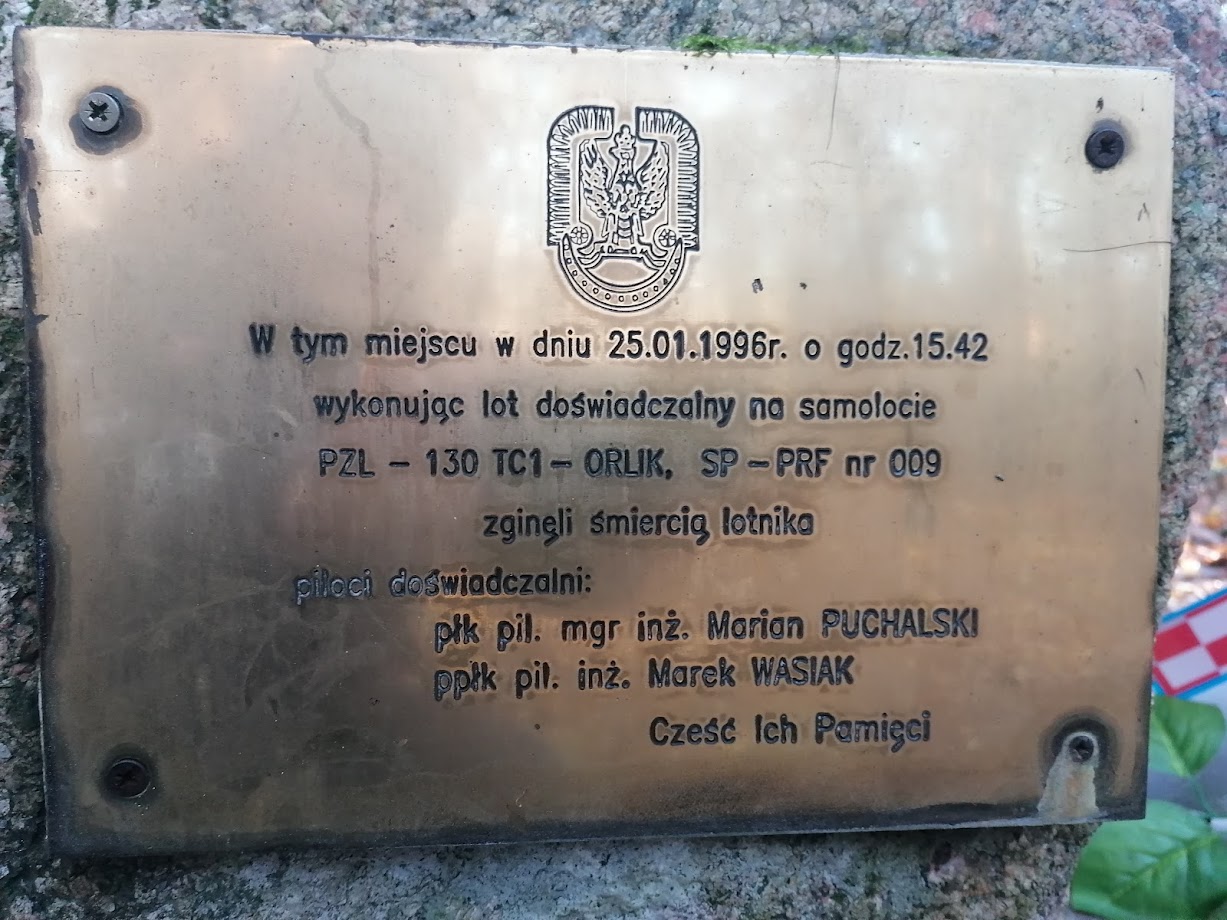 W tym miejscu w dniu 25.01.1996r. o godz.15.42
wykonując lot doświadczalny na samolocie
PZL - 130 TC1 - ORLIK, SP - PRF nr 009
zginęli śmiercią lotnika
piloci doświadczalni:
płk pil. mgr inż. Marian PUCHALSKI
ppłk pil. inż. Marek WASIAK
Cześć Ich Pamięci